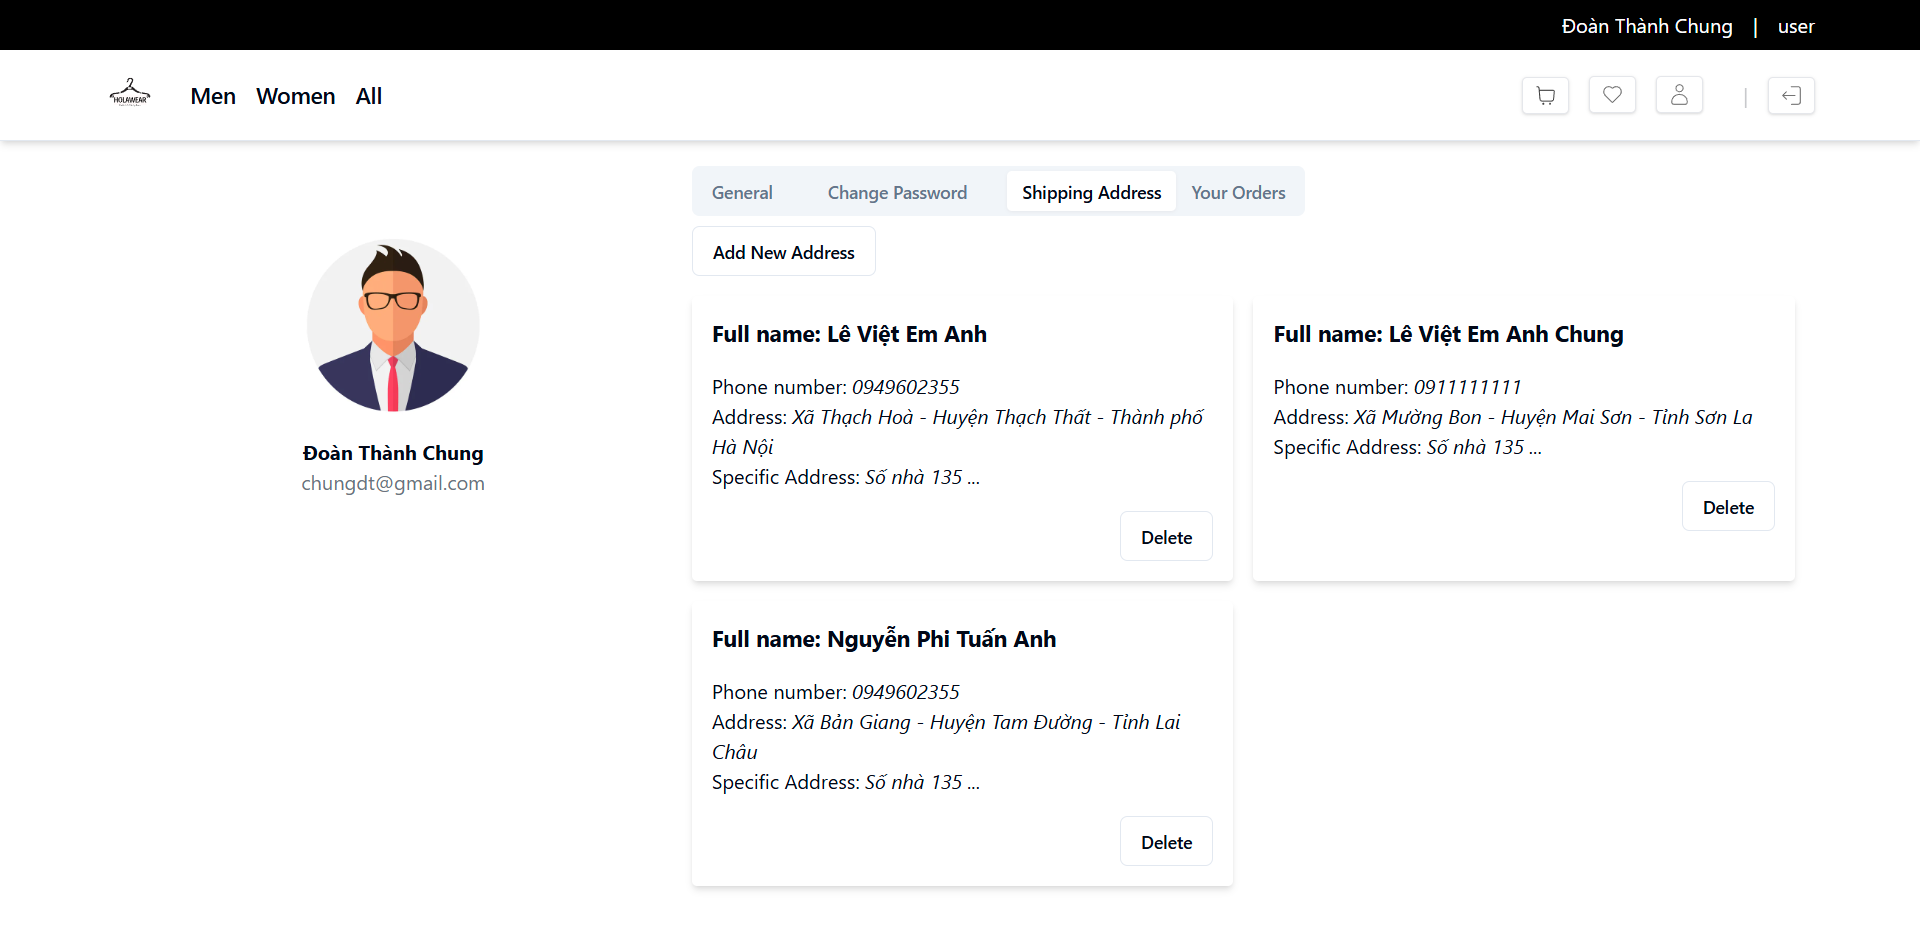 Đoàn Thành Chung | user
HOLAWEAR
Men Women All
|
General Change Password Shipping Address Your Orders
Add New Address
Đoàn Thành Chung
chungdt@gmail.com
Full name: Lê Việt Em Anh
Phone number: 0949602355
Address: Xã Thạch Hoà - Huyện Thạch Thất - Thành phố
Hà Nội
Specific Address: Số nhà 135 ...
Delete
Full name: Lê Việt Em Anh Chung
Phone number: 0911111111
Address: Xã Mường Bon - Huyện Mai Sơn - Tỉnh Sơn La
Specific Address: Số nhà 135 ...
Delete
Full name: Nguyễn Phi Tuấn Anh
Phone number: 0949602355
Address: Xã Bản Giang - Huyện Tam Đường - Tỉnh Lai
Châu
Specific Address: Số nhà 135 ...
Delete